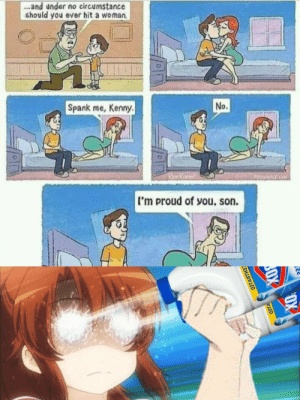 ...and under no circumstance
should you ever hit a woman.
Spank me, Kenny.
No.
I'm proud of you, son.